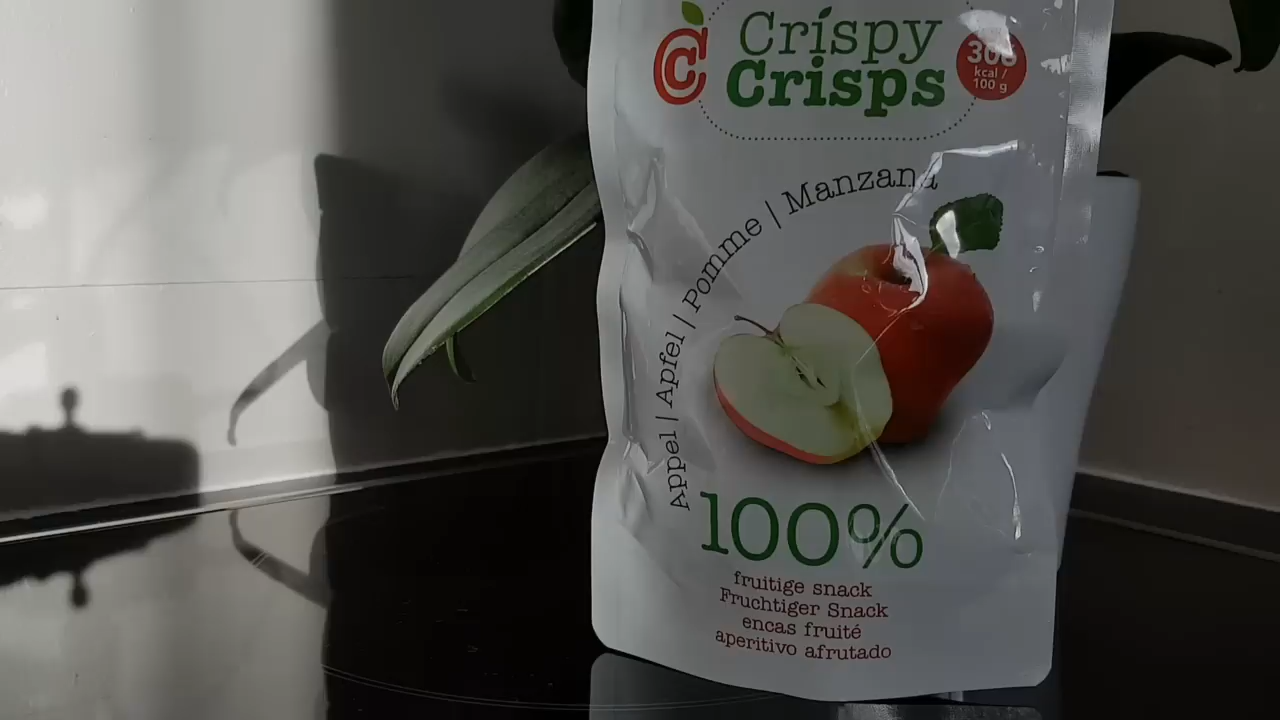 Crispy
Crisps
kcal /
100 g
Appel | Apfel | Pomme | Manzana
100%
fruitige snack
Fruchtiger Snack
encas fruité
aperitivo afrutado